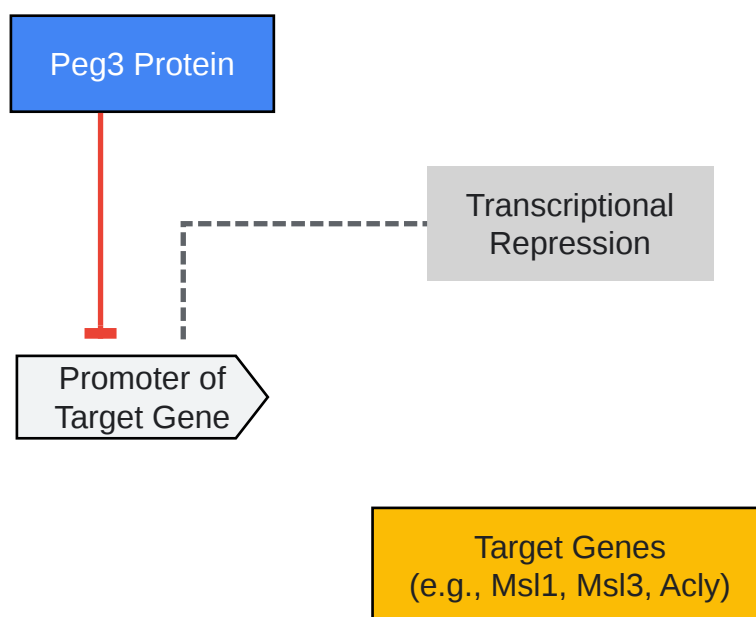 Peg3 Protein
Transcriptional
Repression
Promoter of
Target Gene
Target Genes
(e.g., Msl1, Msl3, Acly)